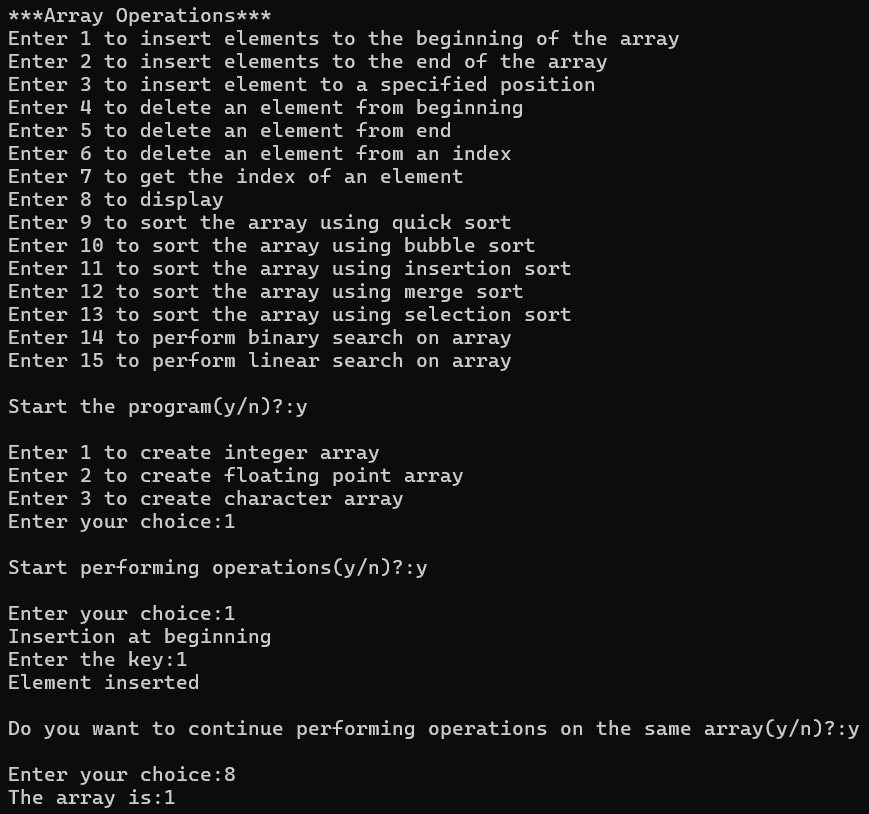 ***Array Operations***
Enter 1 to insert elements to the beginning of the array
Enter 2 to insert elements to the end of the array
Enter 3 to insert element to a specified position
Enter 4 to delete an element from beginning
Enter 5 to delete an element from end
Enter 6 to delete an element from an index
Enter 7 to get the index of an element
Enter 8 to display
Enter 9 to sort the array using quick sort
Enter 10 to sort the array using bubble sort
Enter 11 to sort the array using insertion sort
Enter 12 to sort the array using merge sort
Enter 13 to sort the array using selection sort
Enter 14 to perform binary search on array
Enter 15 to perform linear search on array
Start the program(y/n)?:y
Enter 1 to create integer array
Enter 2 to create floating point array
Enter 3 to create character array
Enter your choice:1
Start performing operations(y/n)?:y
Enter your choice:1
Insertion at beginning
Enter the key:1
Element inserted
Do you want to continue performing operations on the same array(y/n)?:y
Enter your choice:8
The array is:1